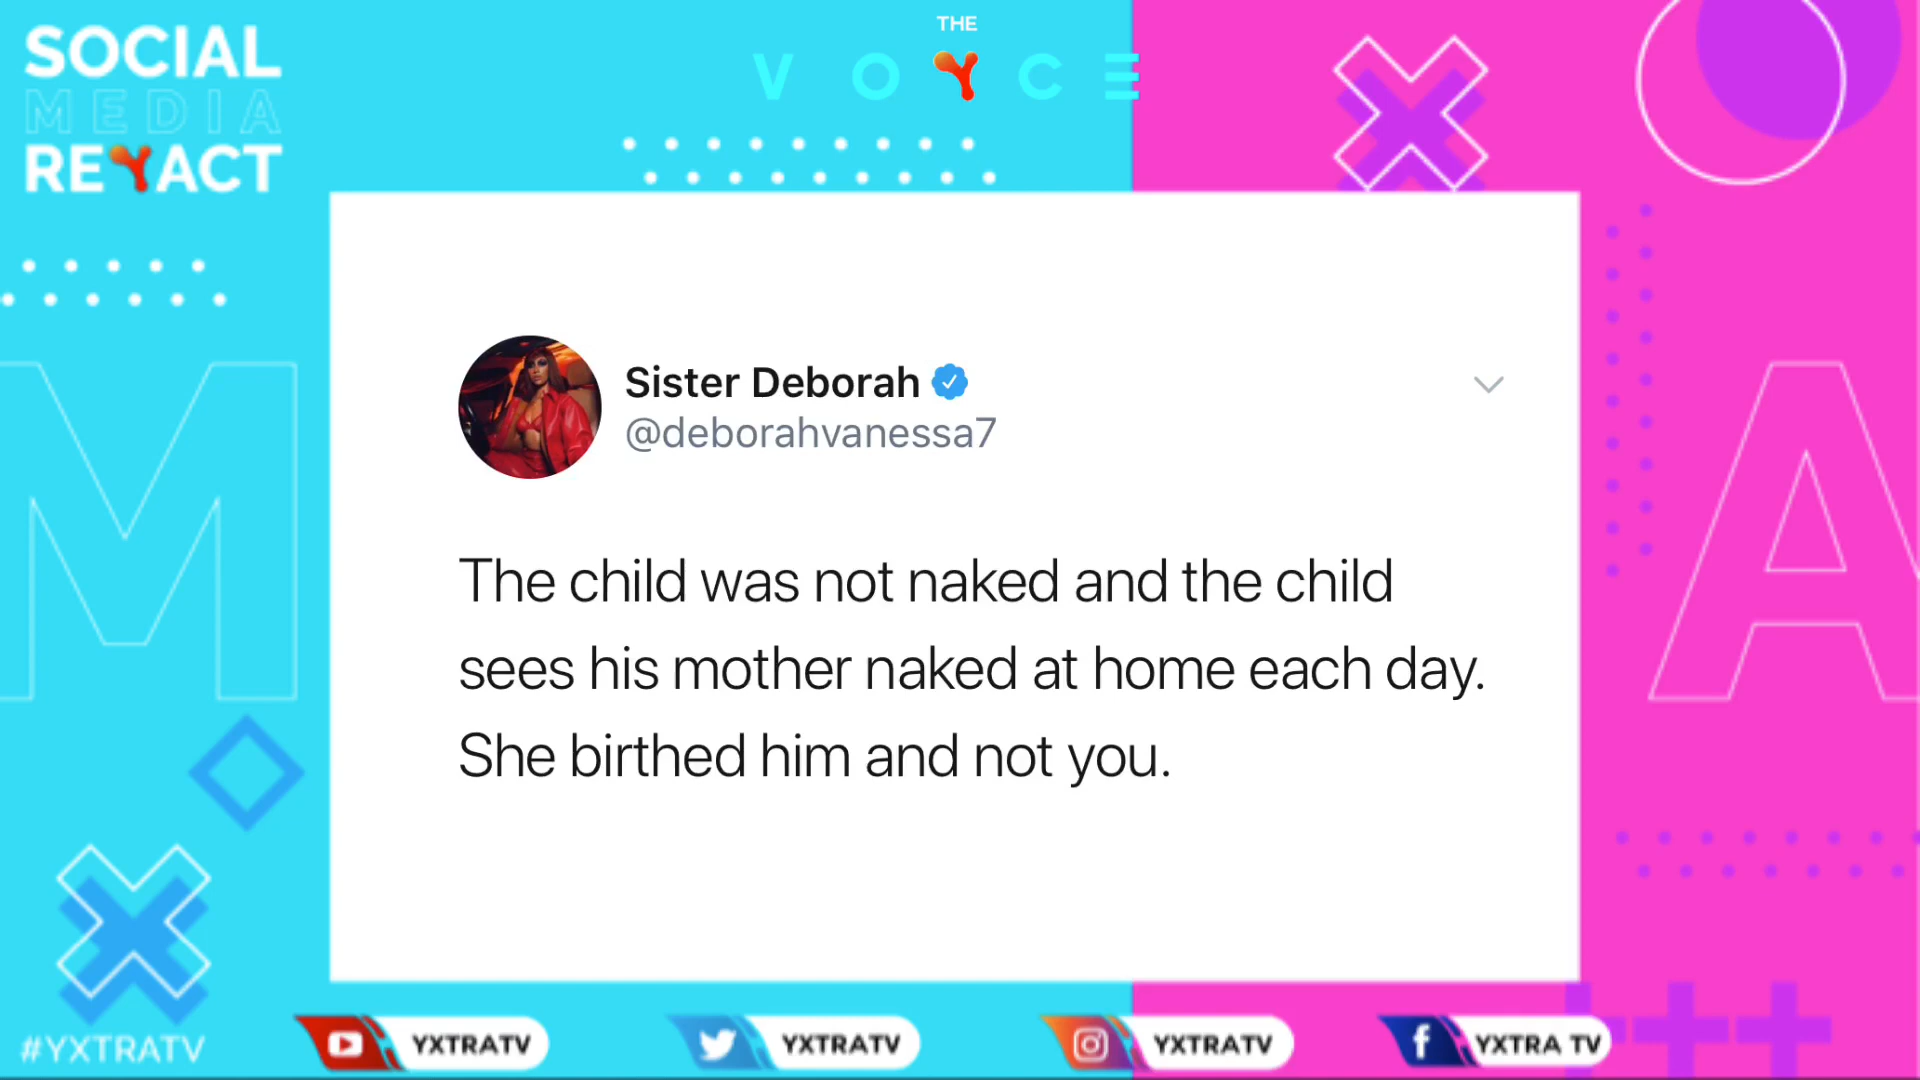 SOCIAL
MEDIA
REYACT
THE
VOYCE
M
A
Sister Deborah
@deborahvanessa7
The child was not naked and the child
sees his mother naked at home each day.
She birthed him and not you.
#YXTRATV
YXTRATV
YXTRATV
YXTRATV
YXTRA TV